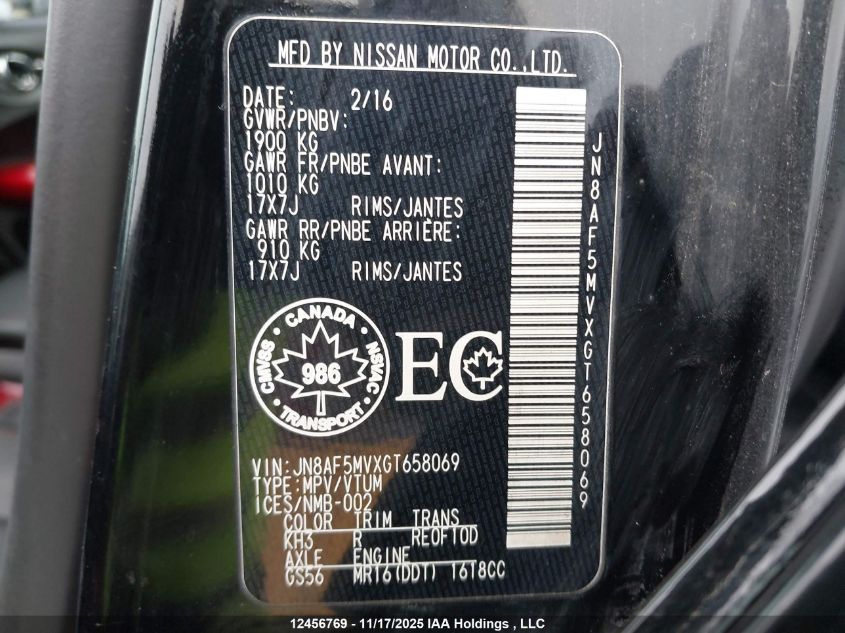 MFD BY NISSAN MOTOR CO.,LTD.
DATE: 2/16
GVWR/PNBV:
1900 KG
GAWR FR/PNBE AVANT:
1010 KG
17X7J RIMS/JANTES
GAWR RR/PNBE ARRIÈRE:
910 KG
17X7J RIMS/JANTES
CANADA
CMVSS 986 NSVAC
TRANSPORT
EC
VIN:JN8AF5MVXGT658069
TYPE:MPV/VTUM
ICES/NMB-002
COLOR TRIM TRANS
KH3 R REOFTOD
AXLE ENGINE
GS56 MR16(DDT) 1618CC
JN8AF5MVXGT658069
12456769 - 11/17/2025 IAA Holdings , LLC